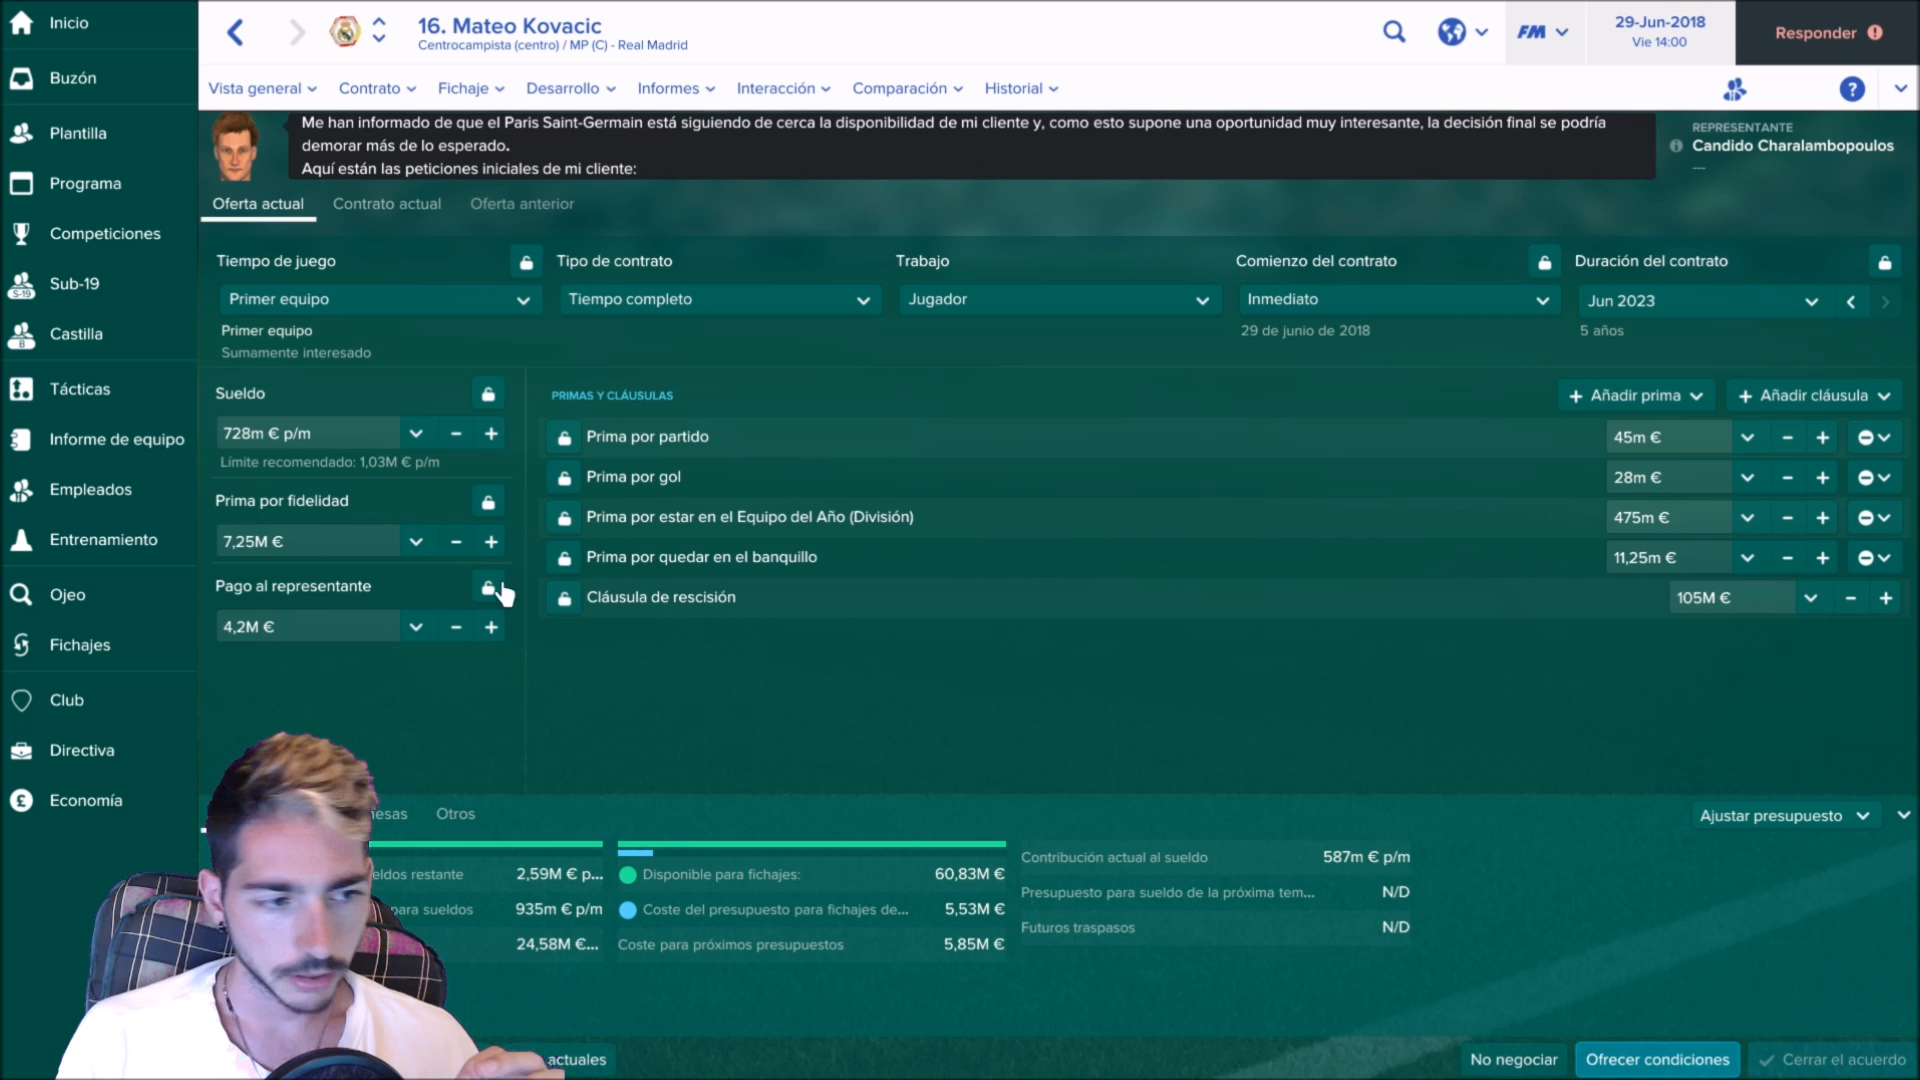 Inicio
Buzón
Plantilla
Programa
Competiciones
S-19
Sub-19
B
Castilla
Tácticas
Informe de equipo
Empleados
Entrenamiento
Ojeo
Fichajes
Club
Directiva
£
Economía
16. Mateo Kovacic
Centrocampista (centro) / MP (C) - Real Madrid
FM
29-Jun-2018
Vie 14:00
Responder
Vista general
Contrato
Fichaje
Desarrollo
Informes
Interacción
Comparación
Historial
?
Me han informado de que el Paris Saint-Germain está siguiendo de cerca la disponibilidad de mi cliente y, como esto supone una oportunidad muy interesante, la decisión final se podría
demorar más de lo esperado.
Aquí están las peticiones iniciales de mi cliente:
REPRESENTANTE
Candido Charalambopoulos
---
Oferta actual
Contrato actual
Oferta anterior
Tiempo de juego
Tipo de contrato
Trabajo
Comienzo del contrato
Duración del contrato
Primer equipo
Tiempo completo
Jugador
Inmediato
Jun 2023
Primer equipo
29 de junio de 2018
5 años
Sumamente interesado
Sueldo
728m € p/m
Límite recomendado: 1,03M € p/m
Prima por fidelidad
7,25M €
Pago al representante
4,2M €
PRIMAS Y CLÁUSULAS
+ Añadir prima
+ Añadir cláusula
Prima por partido
45m €
Prima por gol
28m €
Prima por estar en el Equipo del Año (División)
475m €
Prima por quedar en el banquillo
11,25m €
Cláusula de rescisión
105M €
esas
Otros
Ajustar presupuesto
eldos restante
2,59M € p...
para sueldos
935m € p/m
24,58M €...
Disponible para fichajes:
60,83M €
Coste del presupuesto para fichajes de...
5,53M €
Coste para próximos presupuestos
5,85M €
Contribución actual al sueldo
587m € p/m
Presupuesto para sueldo de la próxima tem...
N/D
Futuros traspasos
N/D
actuales
No negociar
Ofrecer condiciones
Cerrar el acuerdo